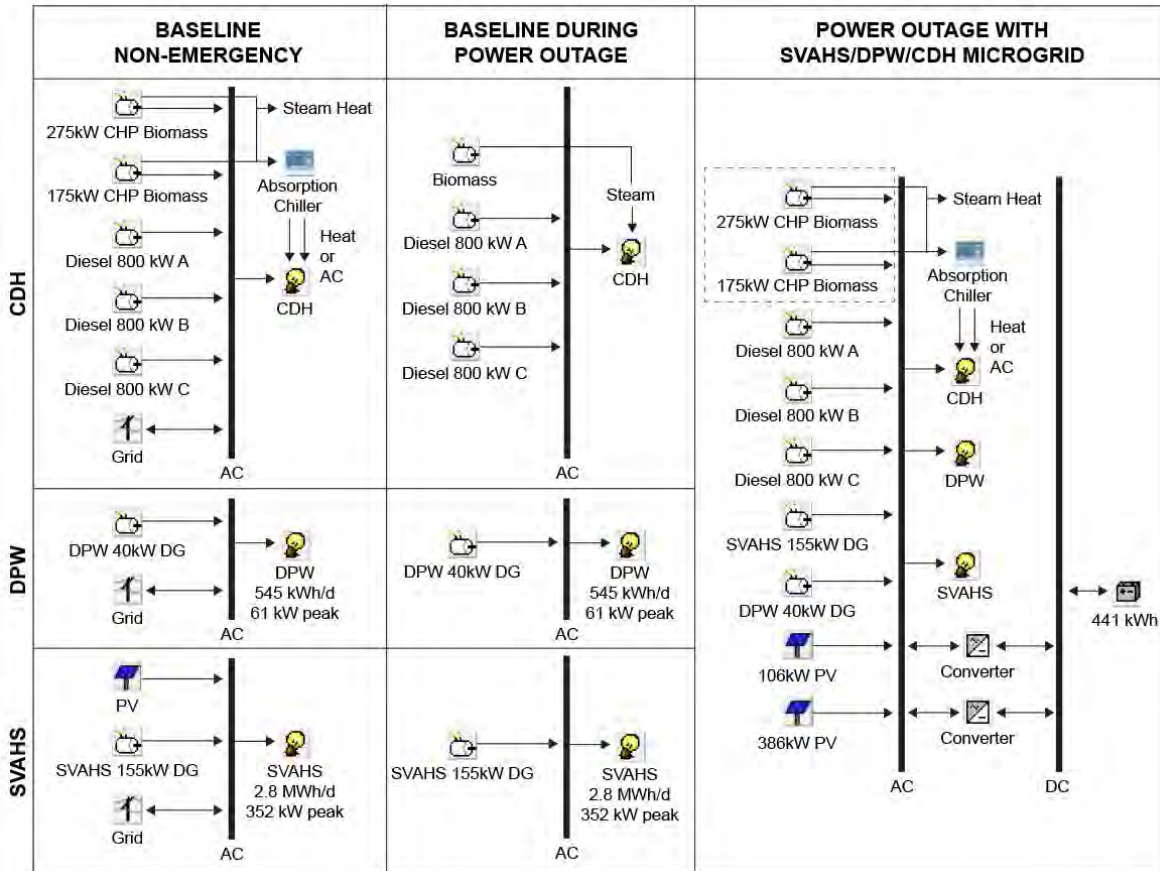 BASELINE
NON-EMERGENCY
BASELINE DURING
POWER OUTAGE
POWER OUTAGE WITH
SVAHS/DPW/CDH MICROGRID
CDH
275kW CHP Biomass
Steam Heat
175kW CHP Biomass
Absorption
Chiller
Diesel 800 kW A
Heat
or
AC
CDH
Diesel 800 kW B
Diesel 800 kW C
Grid
AC
Biomass
Steam
Diesel 800 kW A
CDH
Diesel 800 kW B
Diesel 800 kW C
AC
DPW
DPW 40kW DG
DPW
545 kWh/d
61 kW peak
Grid
AC
DPW 40kW DG
DPW
545 kWh/d
61 kW peak
AC
SVAHS
PV
SVAHS 155kW DG
SVAHS
2.8 MWh/d
352 kW peak
Grid
AC
SVAHS 155kW DG
SVAHS
2.8 MWh/d
352 kW peak
AC
275kW CHP Biomass
Steam Heat
175kW CHP Biomass
Absorption
Chiller
Diesel 800 kW A
Heat
or
AC
CDH
Diesel 800 kW B
Diesel 800 kW C
DPW
SVAHS 155kW DG
SVAHS
DPW 40kW DG
441 kWh
106kW PV
Converter
386kW PV
Converter
AC
DC